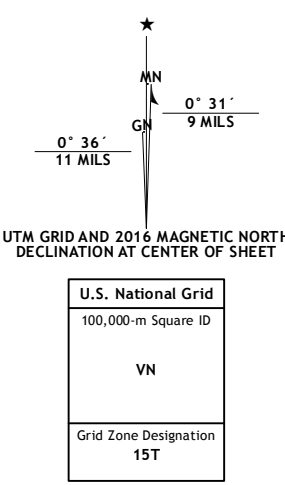 MN
0° 31´
9 MILS
GN
0° 36´
11 MILS
UTM GRID AND 2016 MAGNETIC NORTH
DECLINATION AT CENTER OF SHEET
U.S. National Grid
100,000-m Square ID
VN
Grid Zone Designation
15T